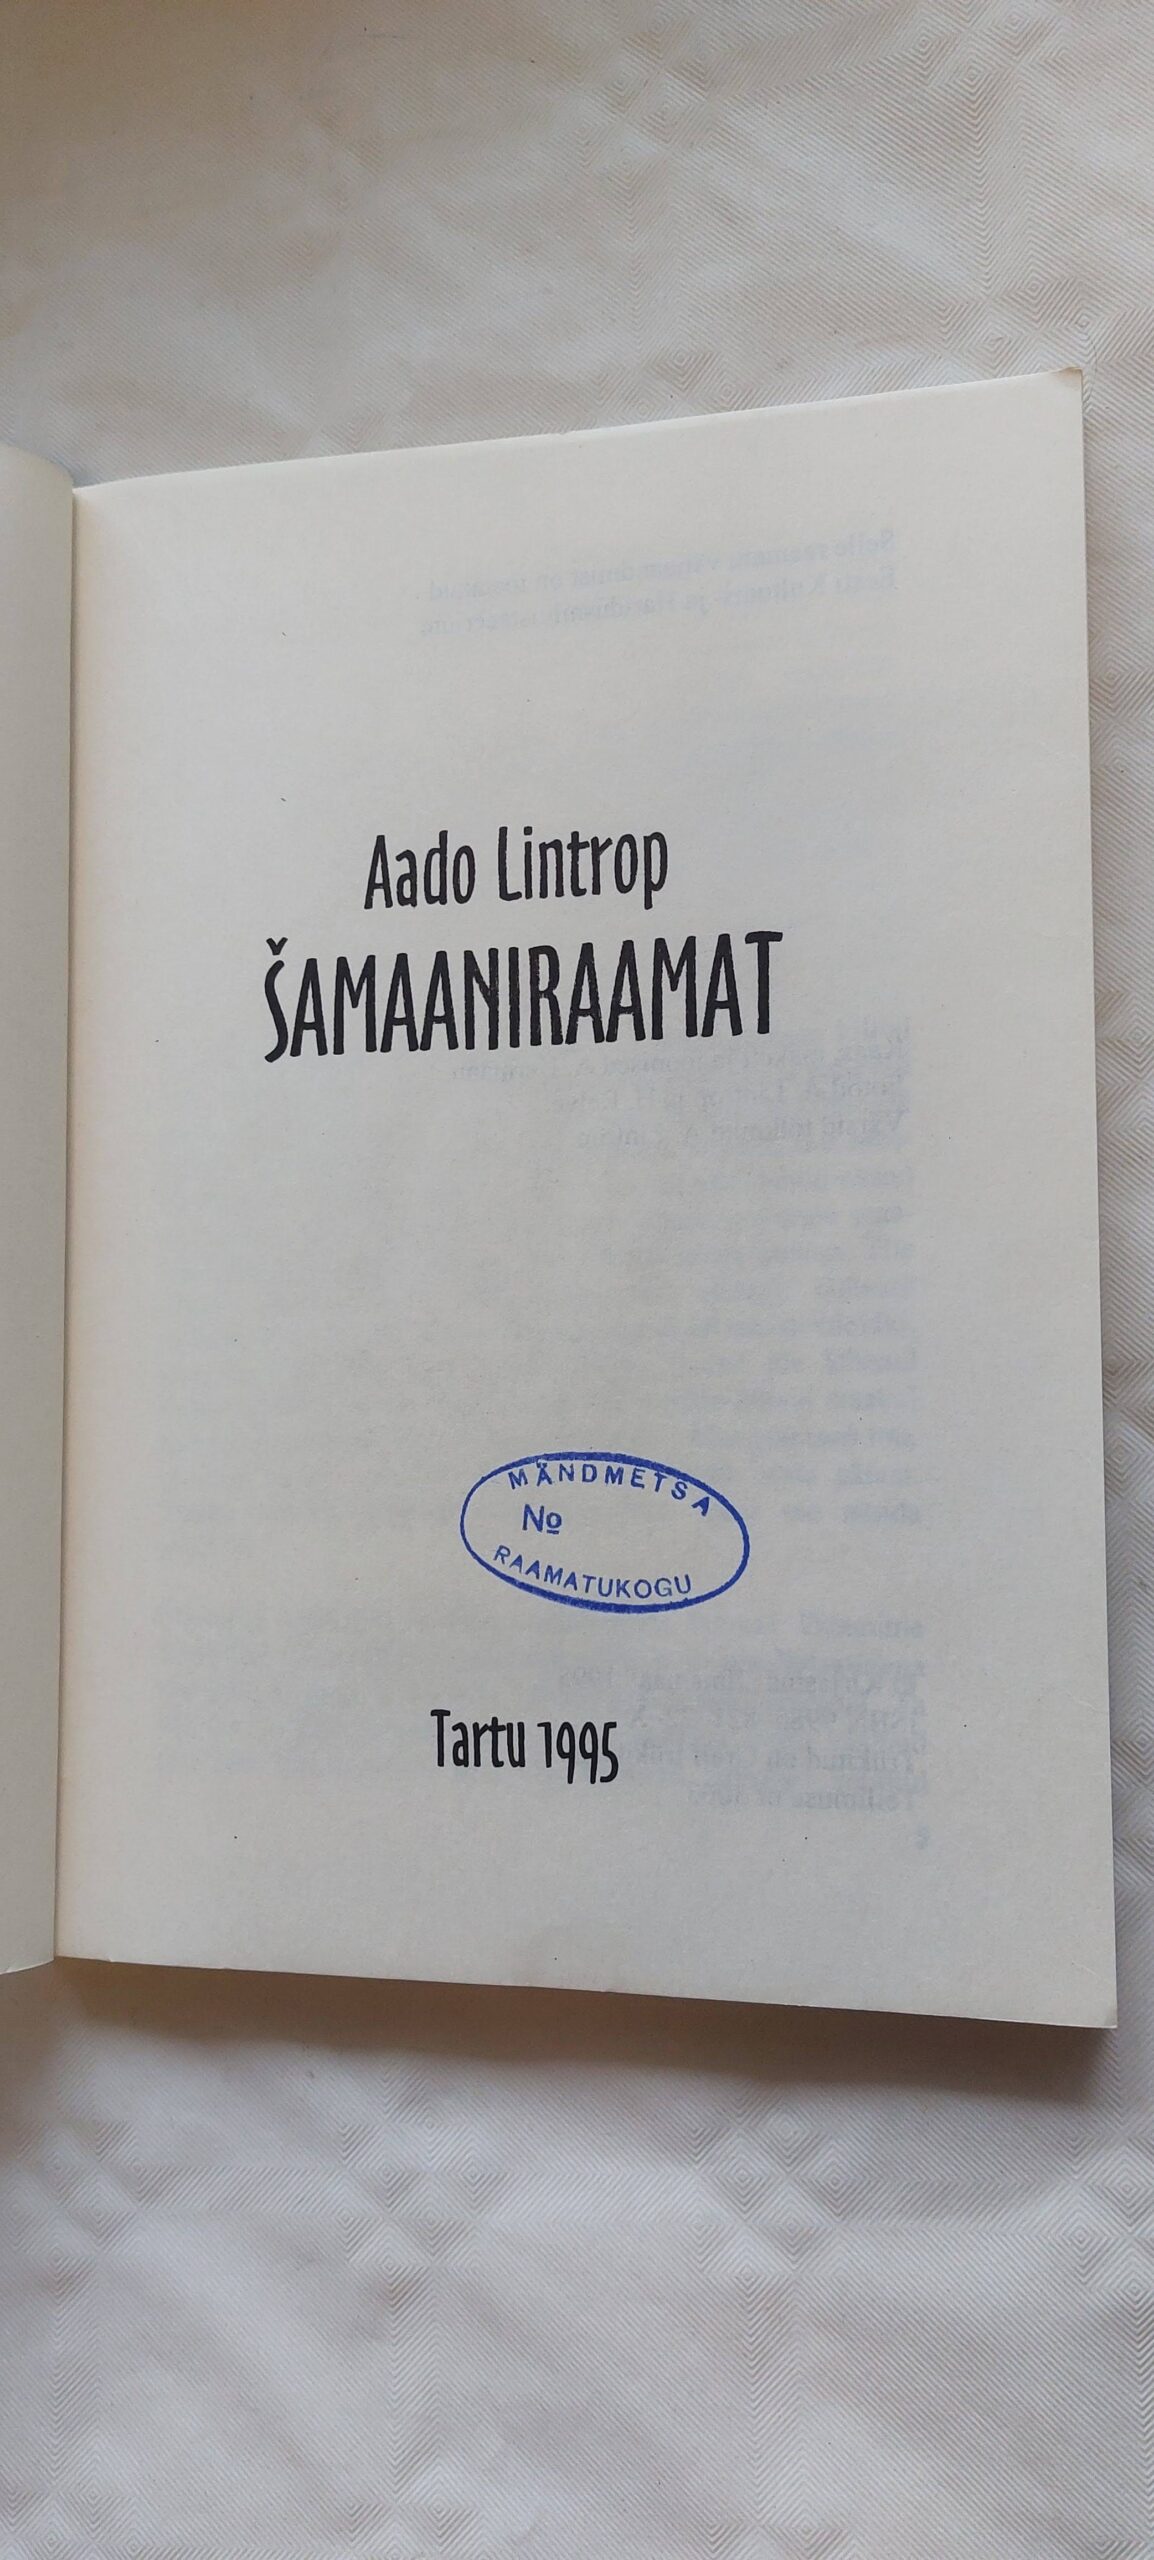 Aado Lintrop
ŠAMAANIRAAMAT
MÄNDMETSA
№
RAAMATUKOGU
Tartu 1995